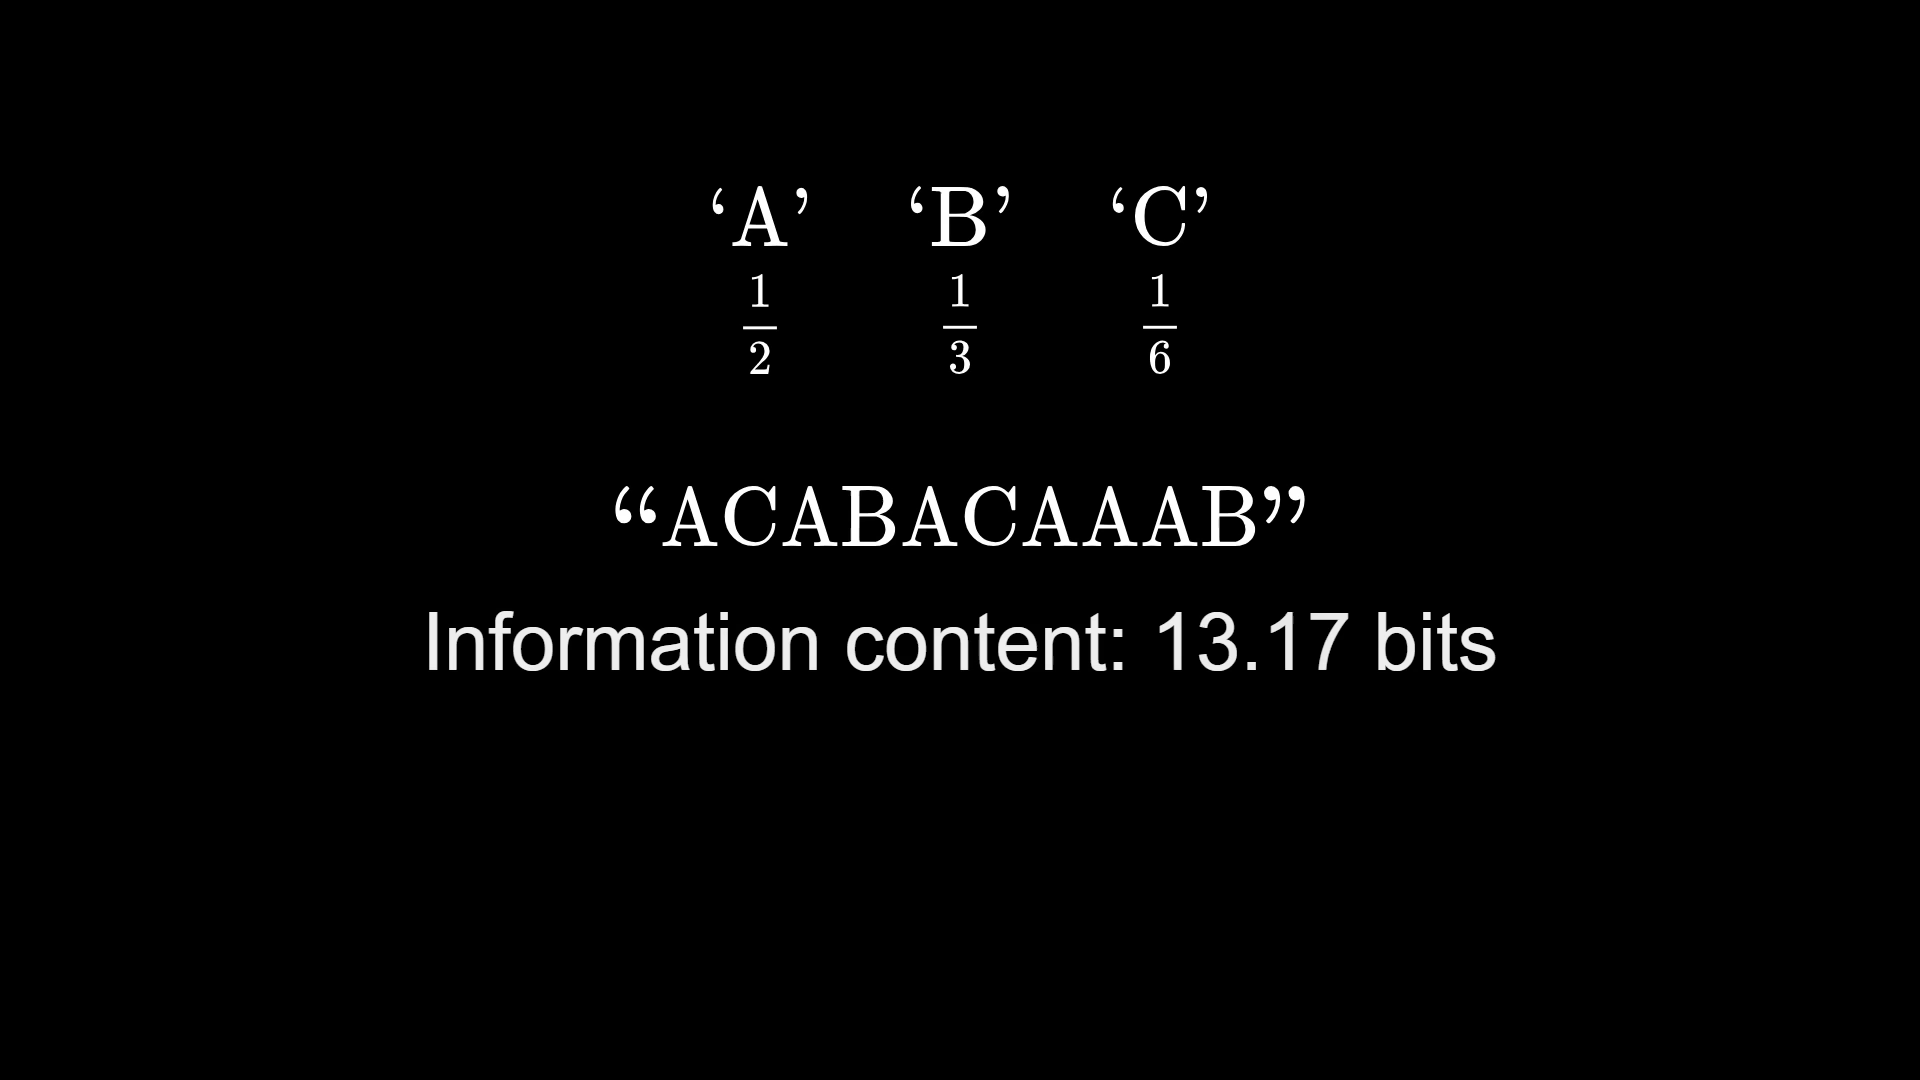 ‘A’ ‘B’ ‘C’
1/2 1/3 1/6
“ACABACAAAB”
Information content: 13.17 bits